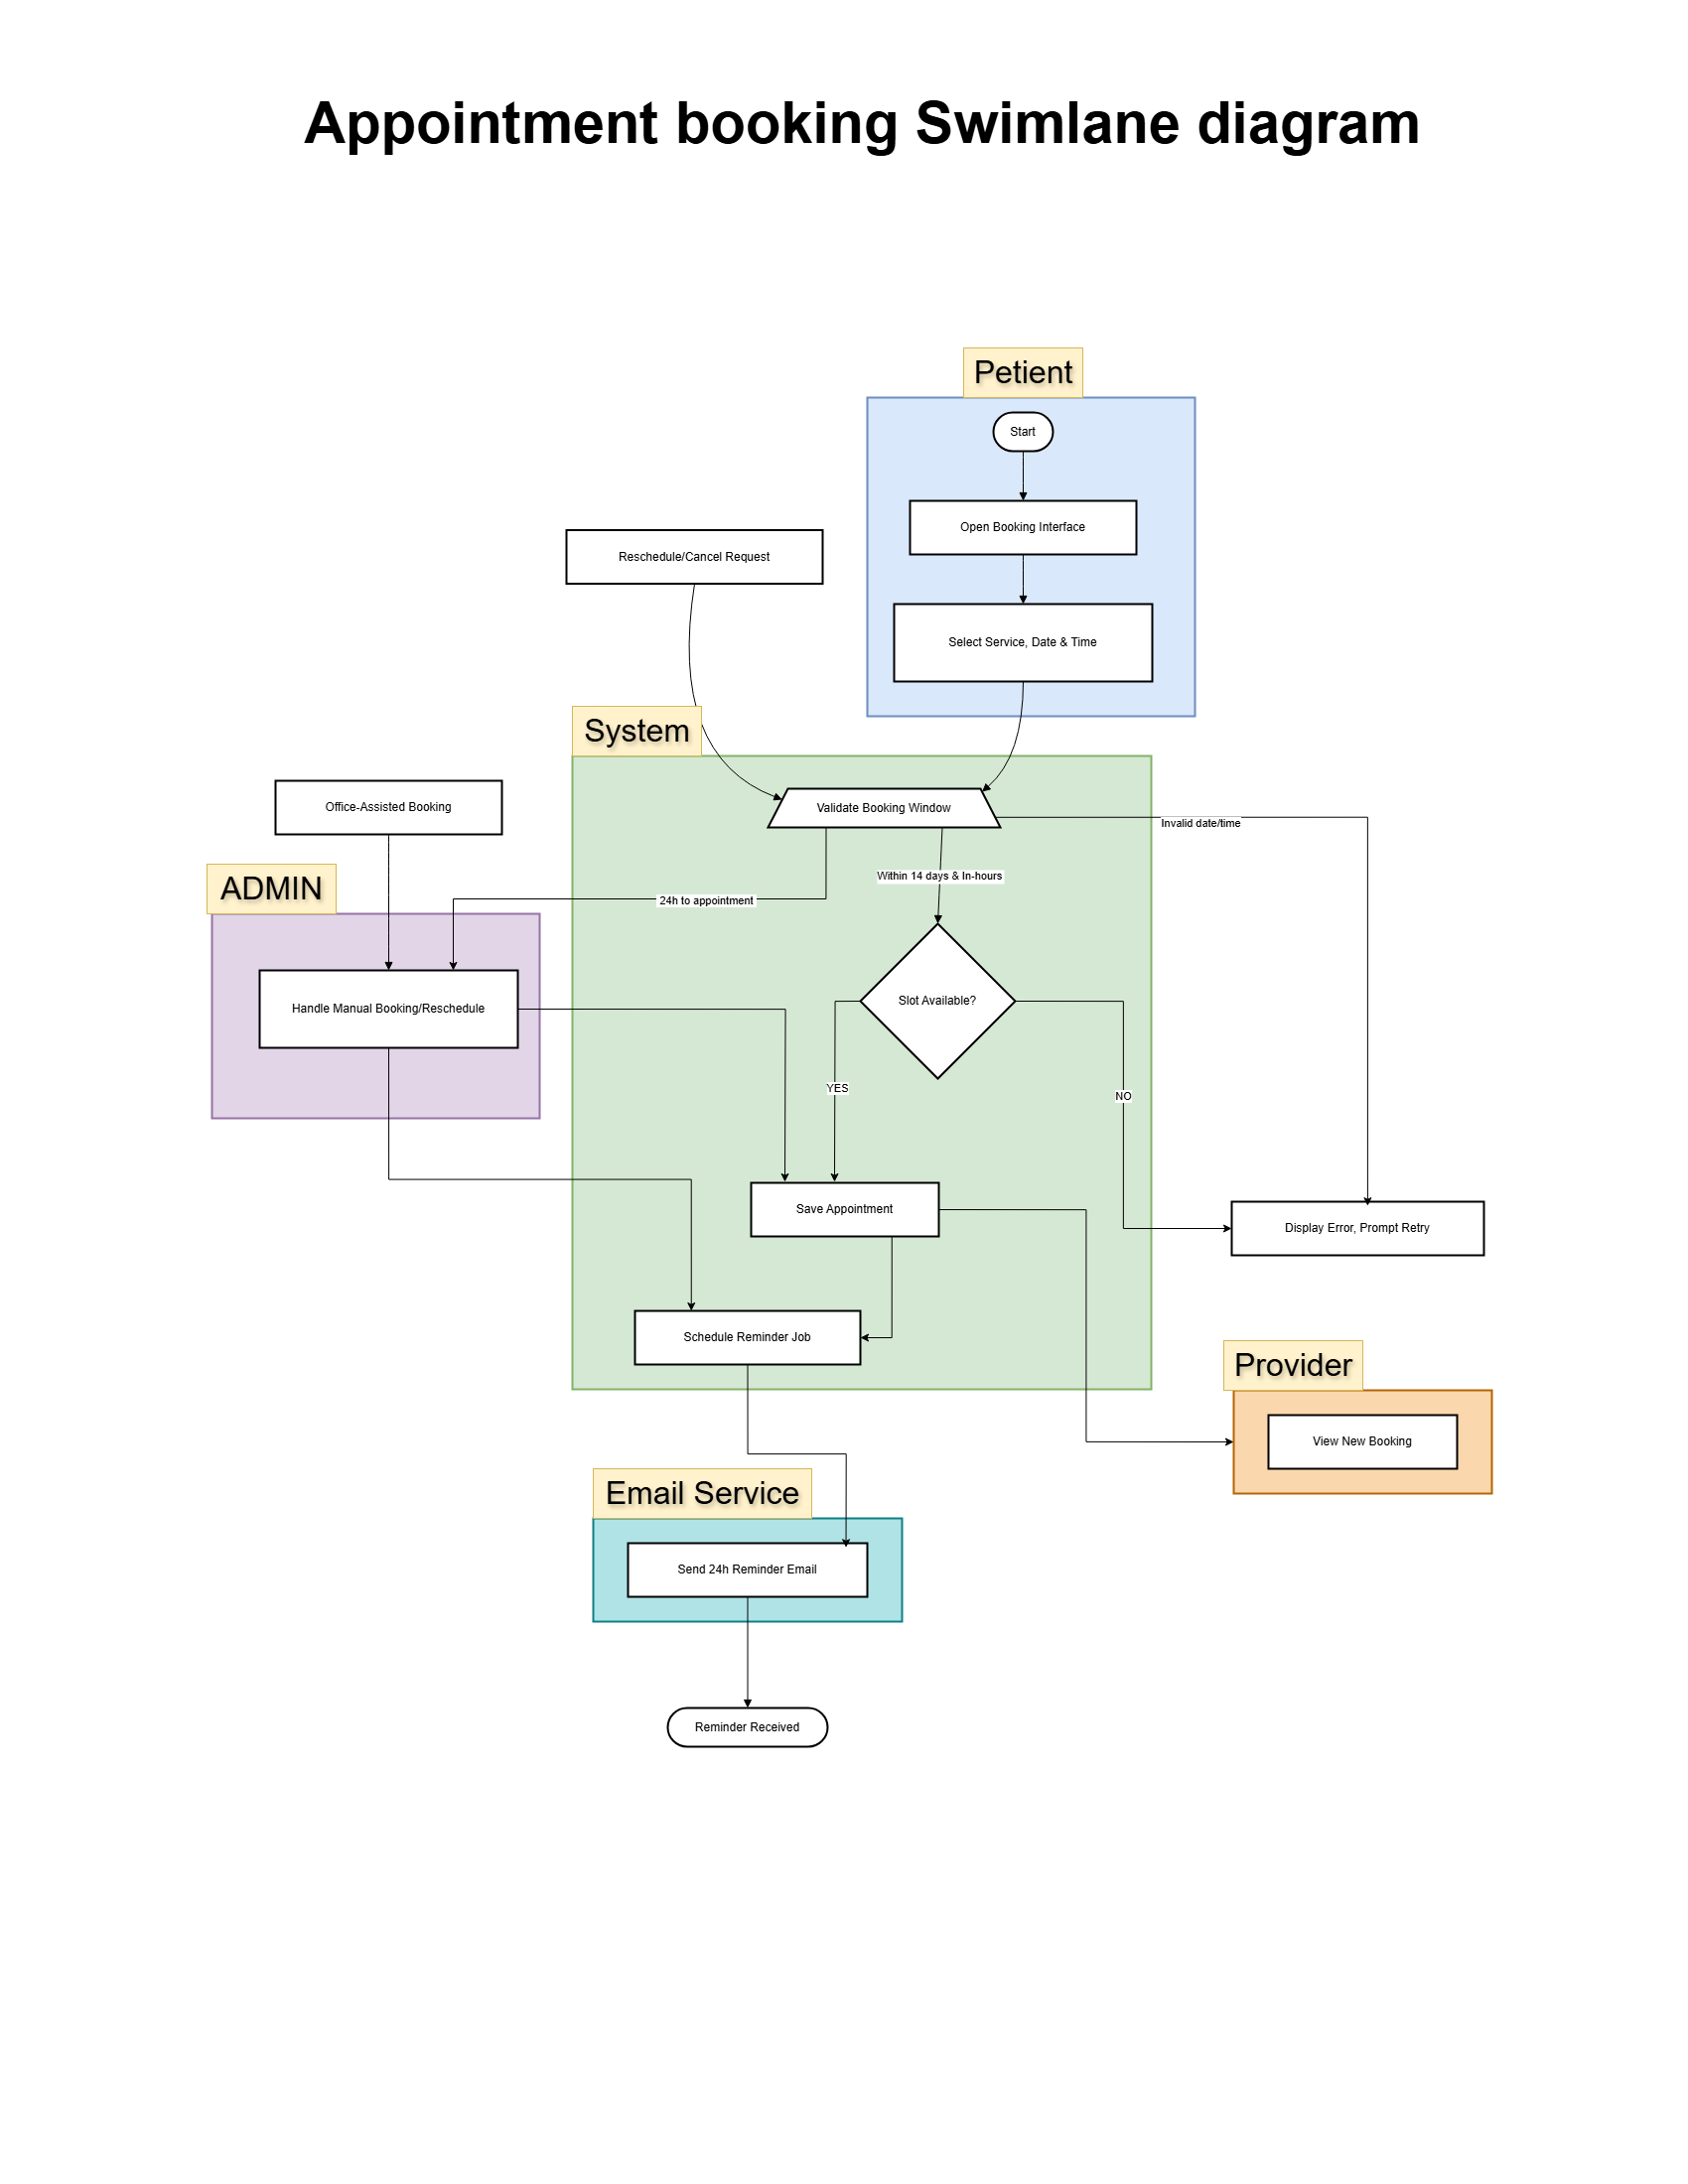 Appointment booking Swimlane diagram
Petient
Start
Open Booking Interface
Reschedule/Cancel Request
Select Service, Date & Time
System
Office-Assisted Booking
Validate Booking Window
Invalid date/time
Within 14 days & In-hours
ADMIN
24h to appointment
Slot Available?
Handle Manual Booking/Reschedule
YES
NO
Save Appointment
Display Error, Prompt Retry
Schedule Reminder Job
Provider
View New Booking
Email Service
Send 24h Reminder Email
Reminder Received